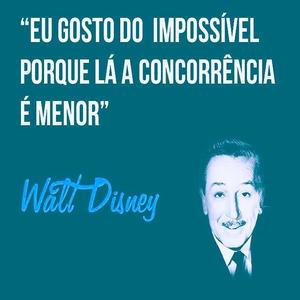 “EU GOSTO DO IMPOSSÍVEL
PORQUE LÁ A CONCORRÊNCIA
É MENOR”
Walt Disney